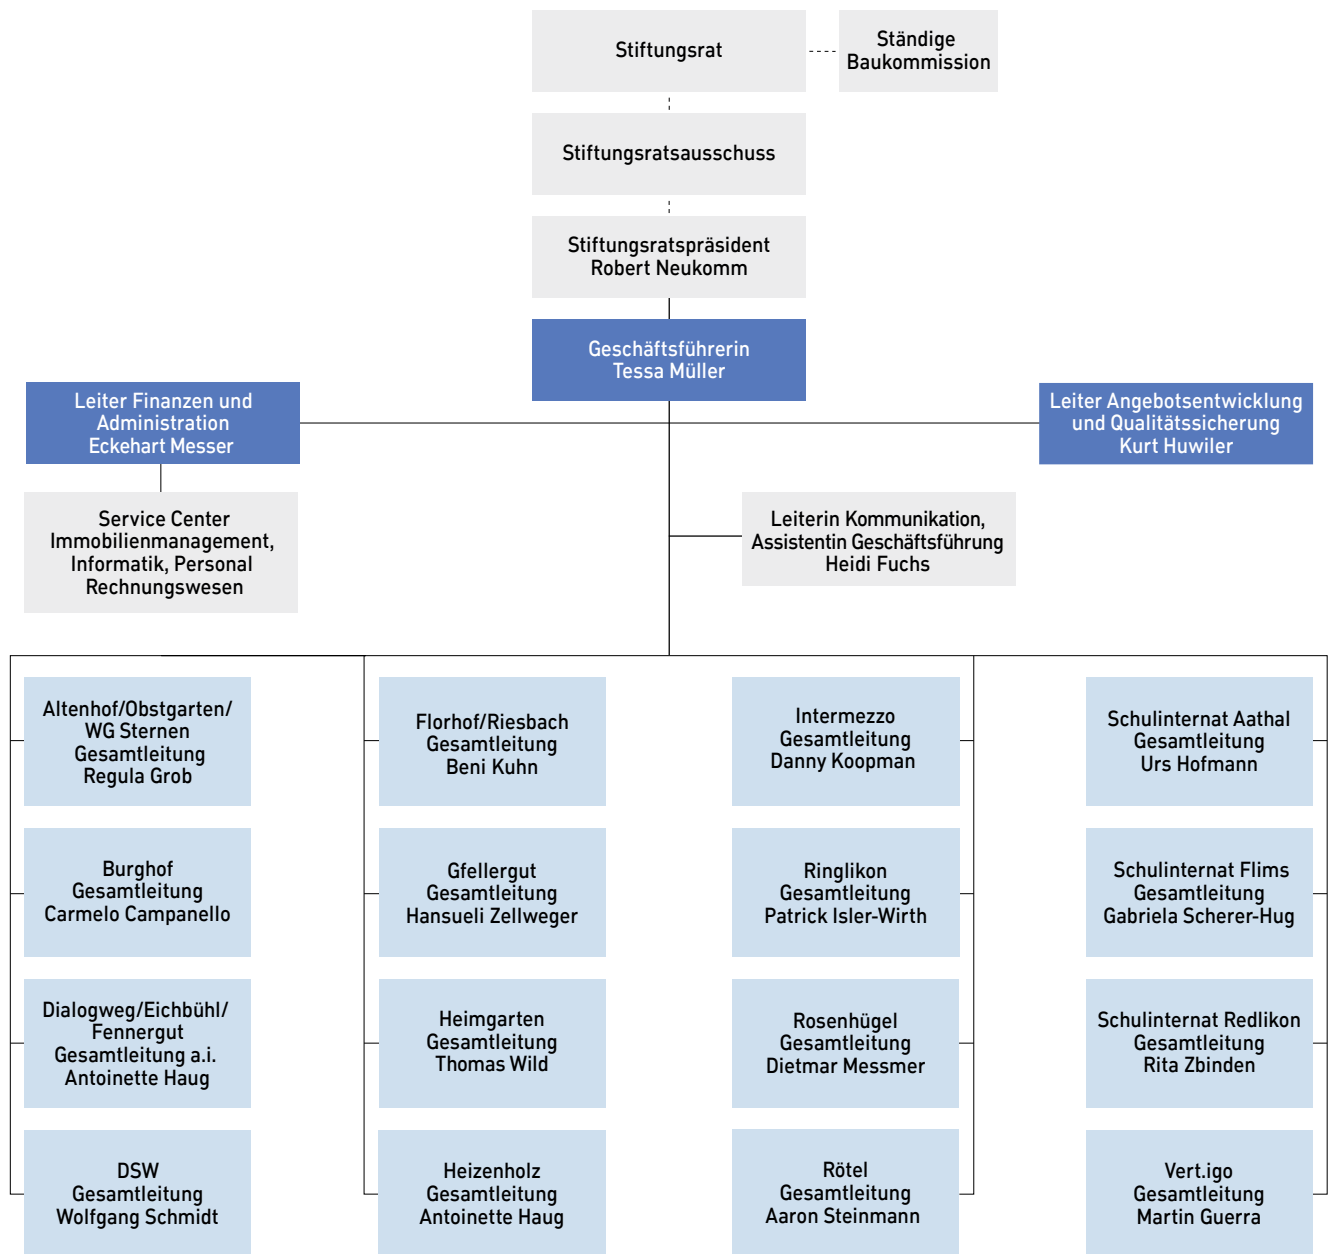 Stiftungsrat
Ständige
Baukommission
Stiftungsratsausschuss
Stiftungsratspräsident
Robert Neukomm
Geschäftsführerin
Tessa Müller
Leiter Finanzen und
Administration
Eckehart Messer
Leiter Angebotsentwicklung
und Qualitätssicherung
Kurt Huwiler
Service Center
Immobilienmanagement,
Informatik, Personal
Rechnungswesen
Leiterin Kommunikation,
Assistentin Geschäftsführung
Heidi Fuchs
Altenhof/Obstgarten/
WG Sternen
Gesamtleitung
Regula Grob
Florhof/Riesbach
Gesamtleitung
Beni Kuhn
Intermezzo
Gesamtleitung
Danny Koopman
Schulinternat Aathal
Gesamtleitung
Urs Hofmann
Burghof
Gesamtleitung
Carmelo Campanello
Gfellergut
Gesamtleitung
Hansueli Zellweger
Ringlikon
Gesamtleitung
Patrick Isler-Wirth
Schulinternat Flims
Gesamtleitung
Gabriela Scherer-Hug
Dialogweg/Eichbühl/
Fennergut
Gesamtleitung a.i.
Antoinette Haug
Heimgarten
Gesamtleitung
Thomas Wild
Rosenhügel
Gesamtleitung
Dietmar Messmer
Schulinternat Redlikon
Gesamtleitung
Rita Zbinden
DSW
Gesamtleitung
Wolfgang Schmidt
Heizenholz
Gesamtleitung
Antoinette Haug
Rötel
Gesamtleitung
Aaron Steinmann
Vert.igo
Gesamtleitung
Martin Guerra